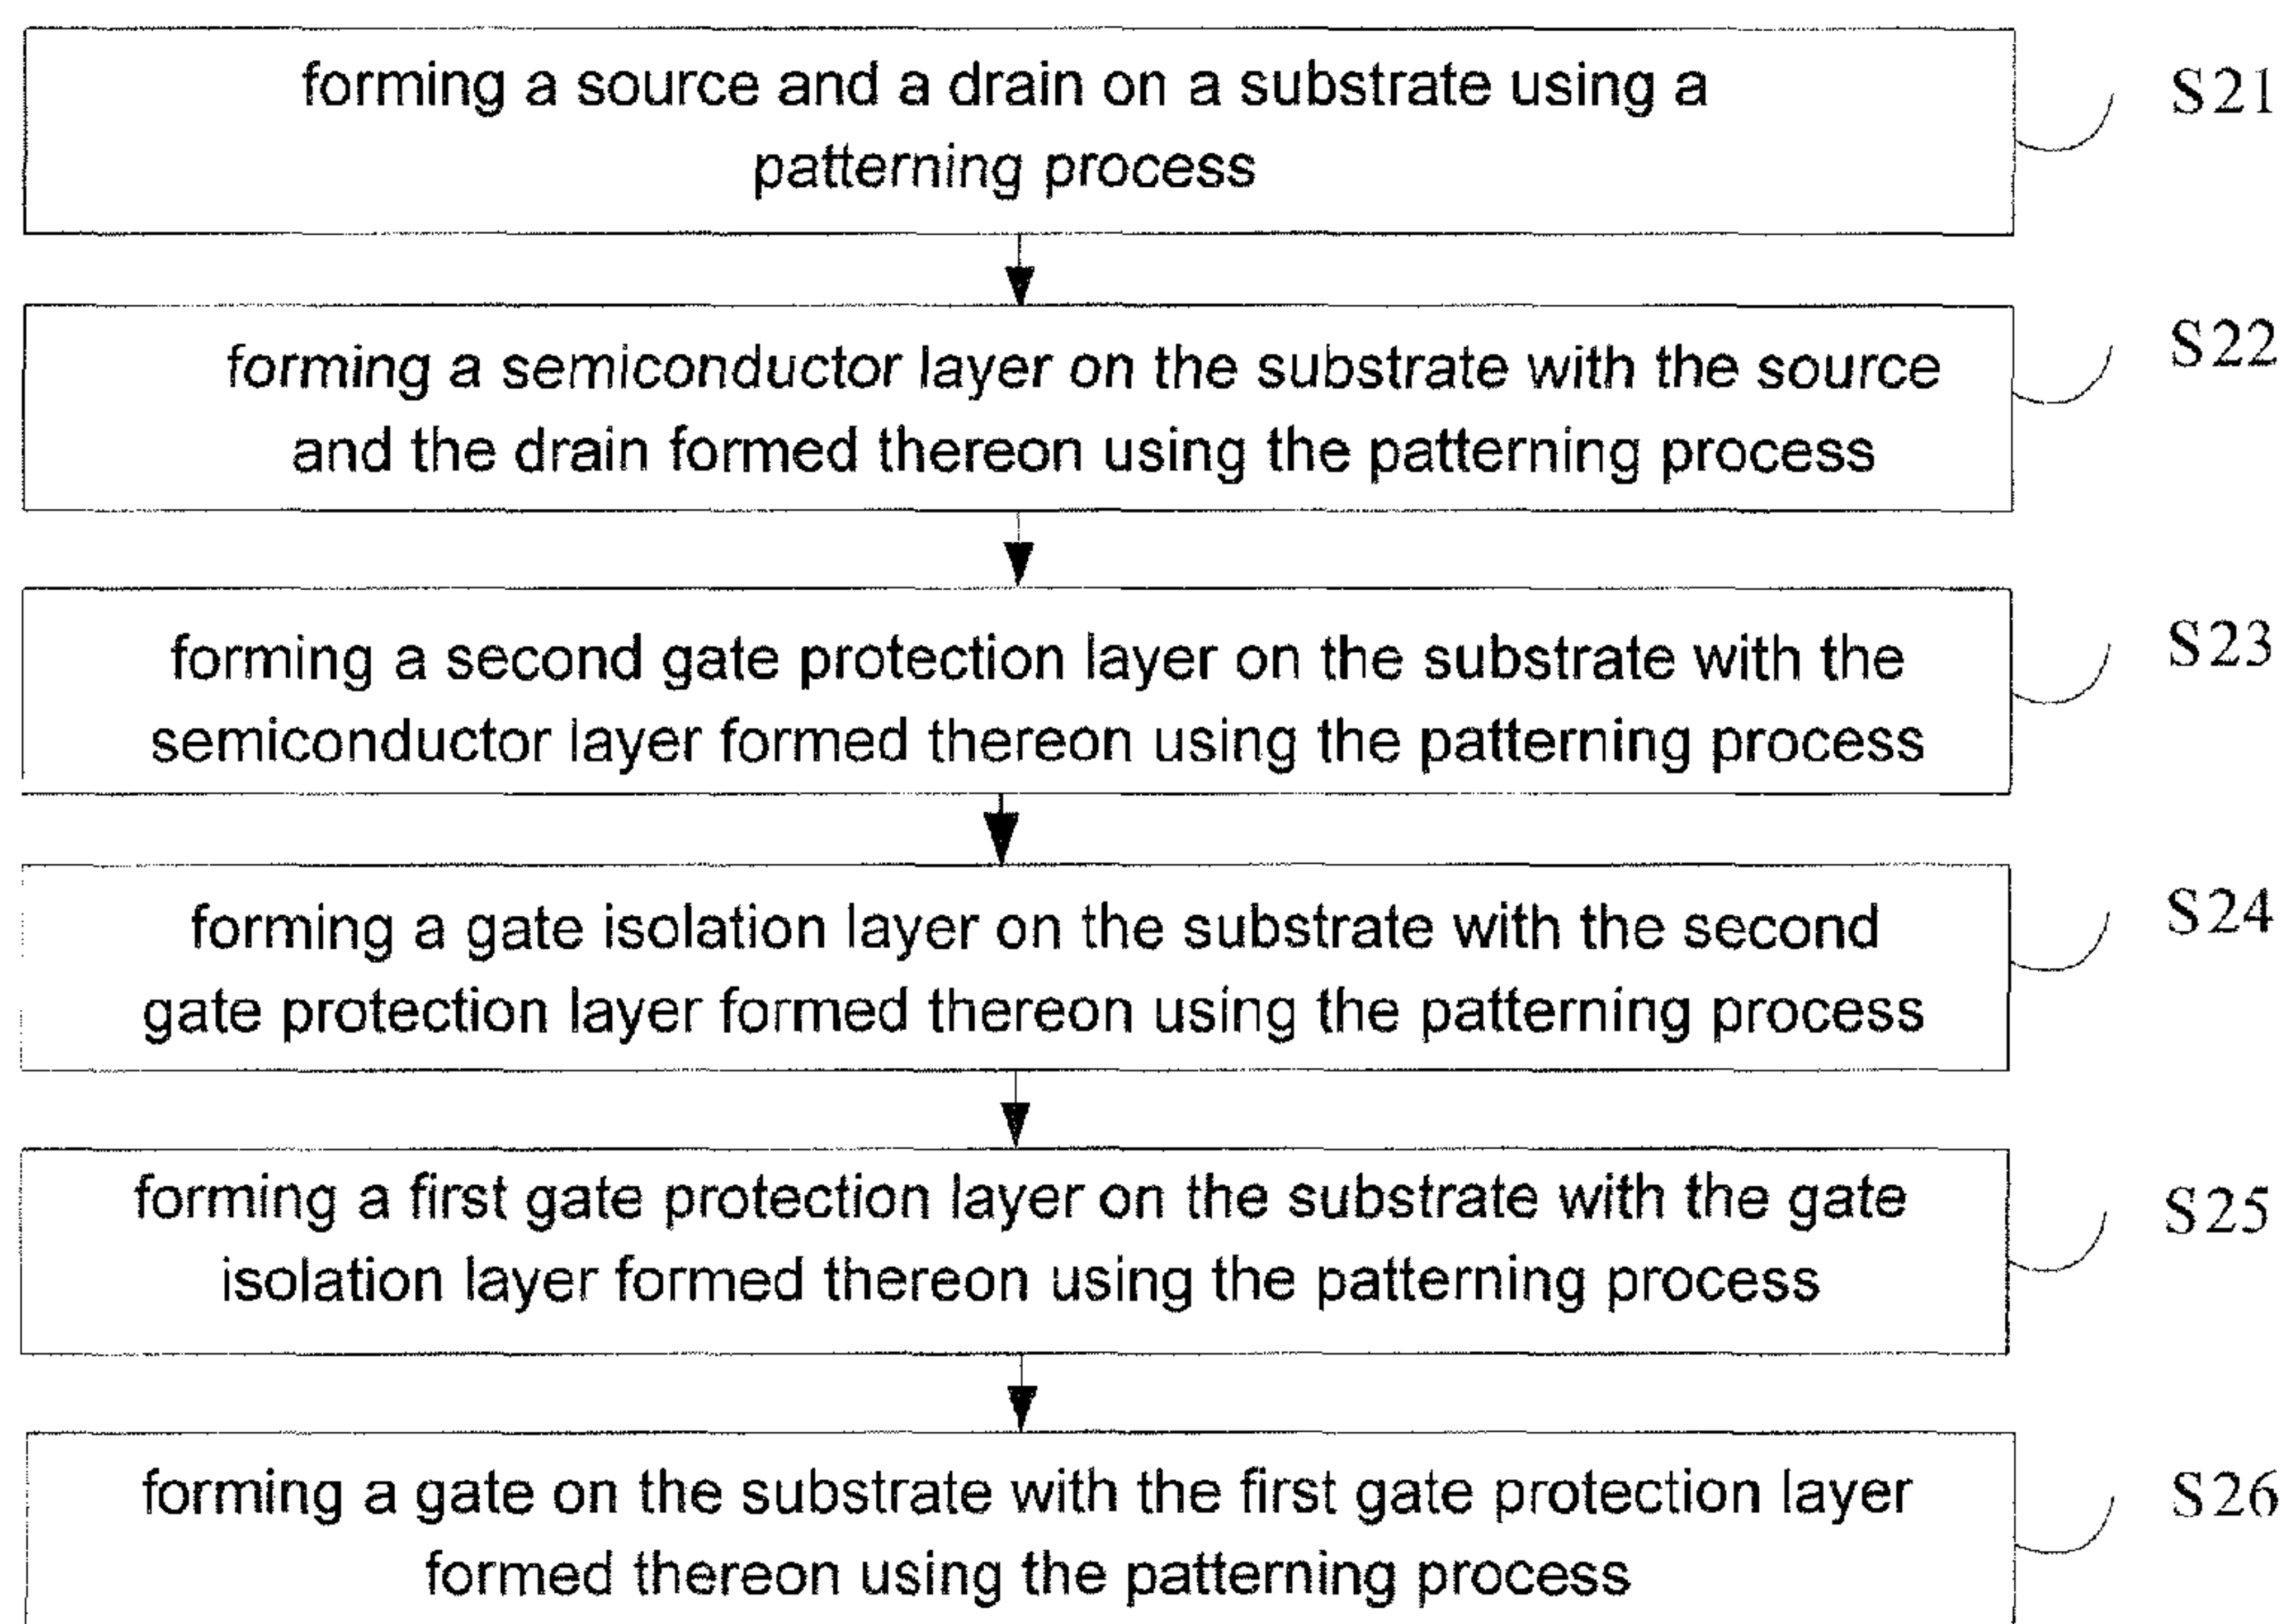 forming a source and a drain on a substrate using a
patterning process
S21
forming a semiconductor layer on the substrate with the source
and the drain formed thereon using the patterning process
S22
forming a second gate protection layer on the substrate with the
semiconductor layer formed thereon using the patterning process
S23
forming a gate isolation layer on the substrate with the second
gate protection layer formed thereon using the patterning process
S24
forming a first gate protection layer on the substrate with the gate
isolation layer formed thereon using the patterning process
S25
forming a gate on the substrate with the first gate protection layer
formed thereon using the patterning process
S26